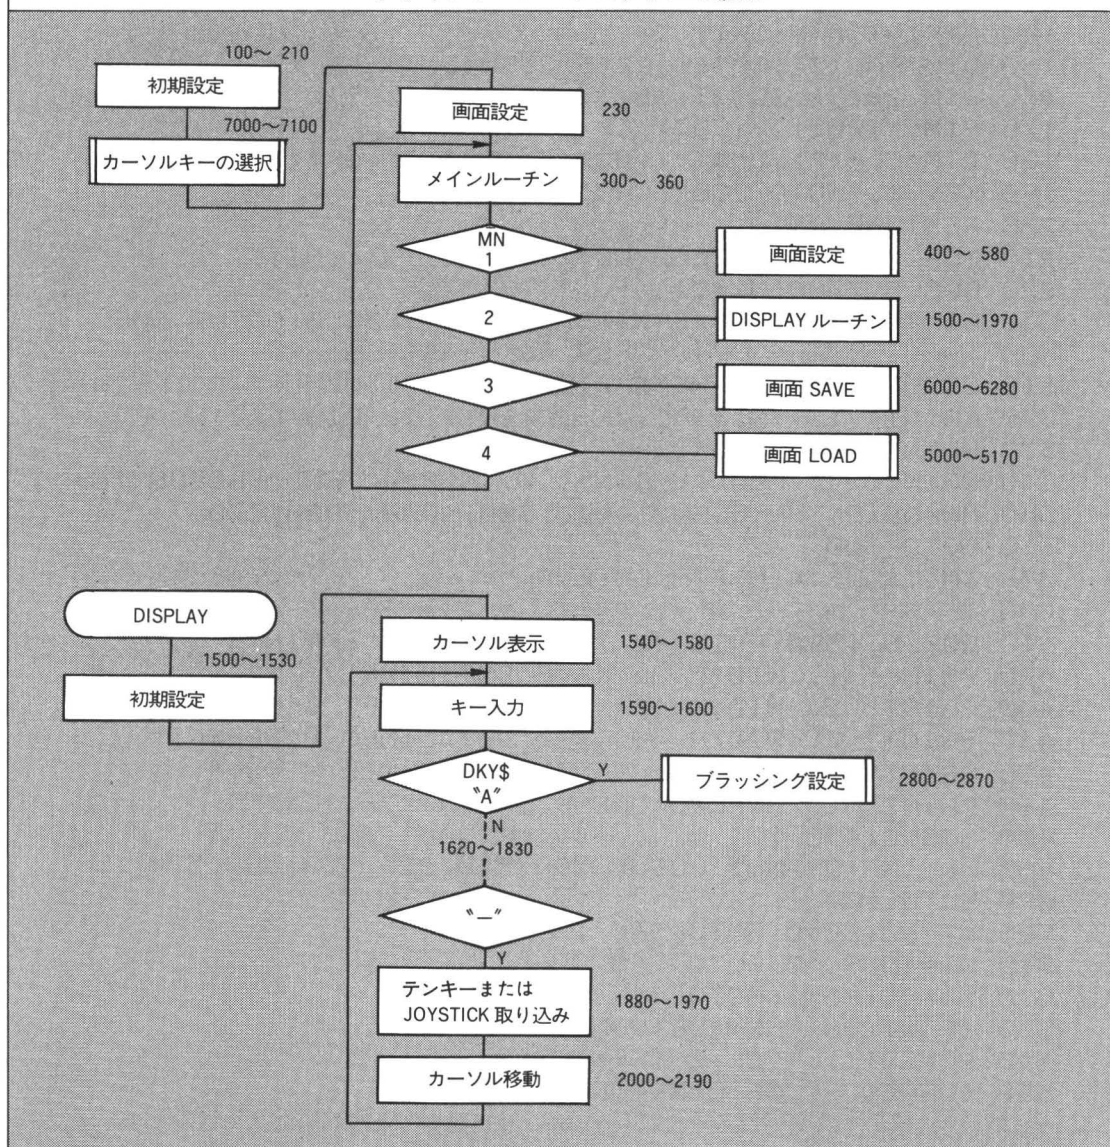 100～ 210
初期設定
7000～7100
カーソルキーの選択
画面設定 230
メインルーチン 300～ 360
MN
1
画面設定 400～ 580
2
DISPLAY ルーチン 1500～1970
3
画面 SAVE 6000～6280
4
画面 LOAD 5000～5170
DISPLAY
1500～1530
初期設定
カーソル表示 1540～1580
キー入力 1590～1600
DKY$
〝A〞
Y
ブラッシング設定 2800～2870
N
1620～1830
〝－〞
Y
テンキーまたは
JOYSTICK 取り込み 1880～1970
カーソル移動 2000～2190